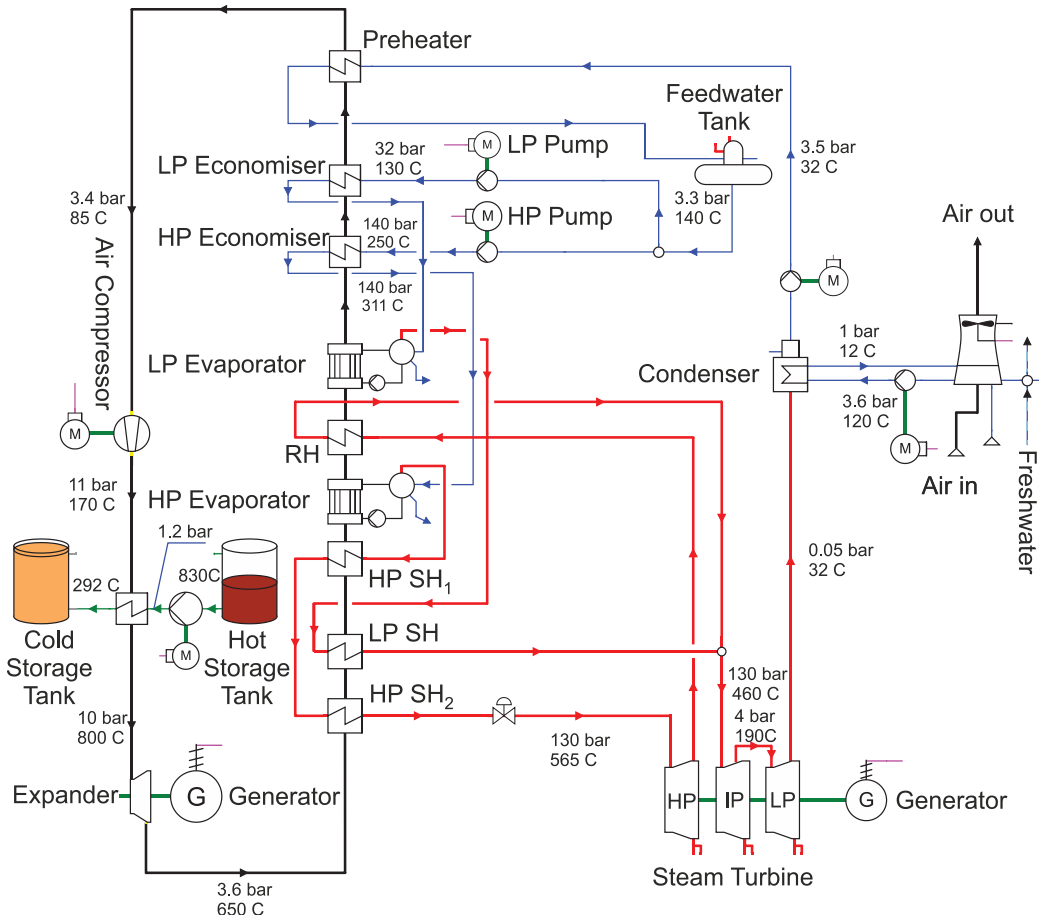 Preheater
Feedwater
Tank
LP Economiser
32 bar
130 C
M
LP Pump
3.5 bar
32 C
3.4 bar
85 C
3.3 bar
140 C
HP Economiser
140 bar
250 C
M
HP Pump
Air out
140 bar
311 C
M
Air Compressor
LP Evaporator
1 bar
12 C
Condenser
3.6 bar
120 C
M
M
RH
Air in
Freshwater
11 bar
170 C
HP Evaporator
1.2 bar
292 C
830C
HP SH1
0.05 bar
32 C
Cold
Storage
Tank
M
Hot
Storage
Tank
LP SH
HP SH2
130 bar
460 C
10 bar
800 C
4 bar
190C
130 bar
565 C
Expander
G
Generator
HP
IP
LP
G
Generator
Steam Turbine
3.6 bar
650 C